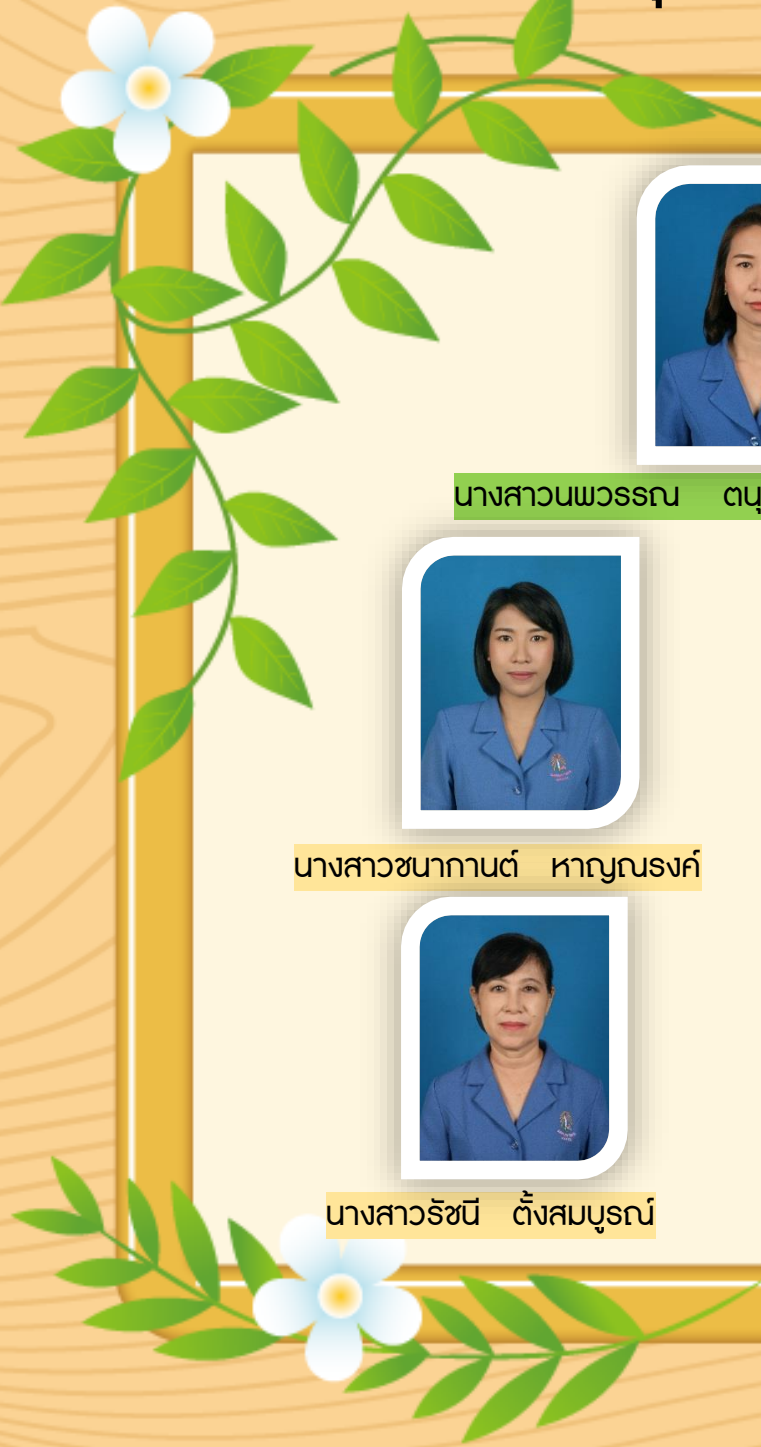 นางสาวนพวรรณ ตนุ
นางสาวชนากานต์ หาญณรงค์
นางสาวรัชนี ตั้งสมบูรณ์